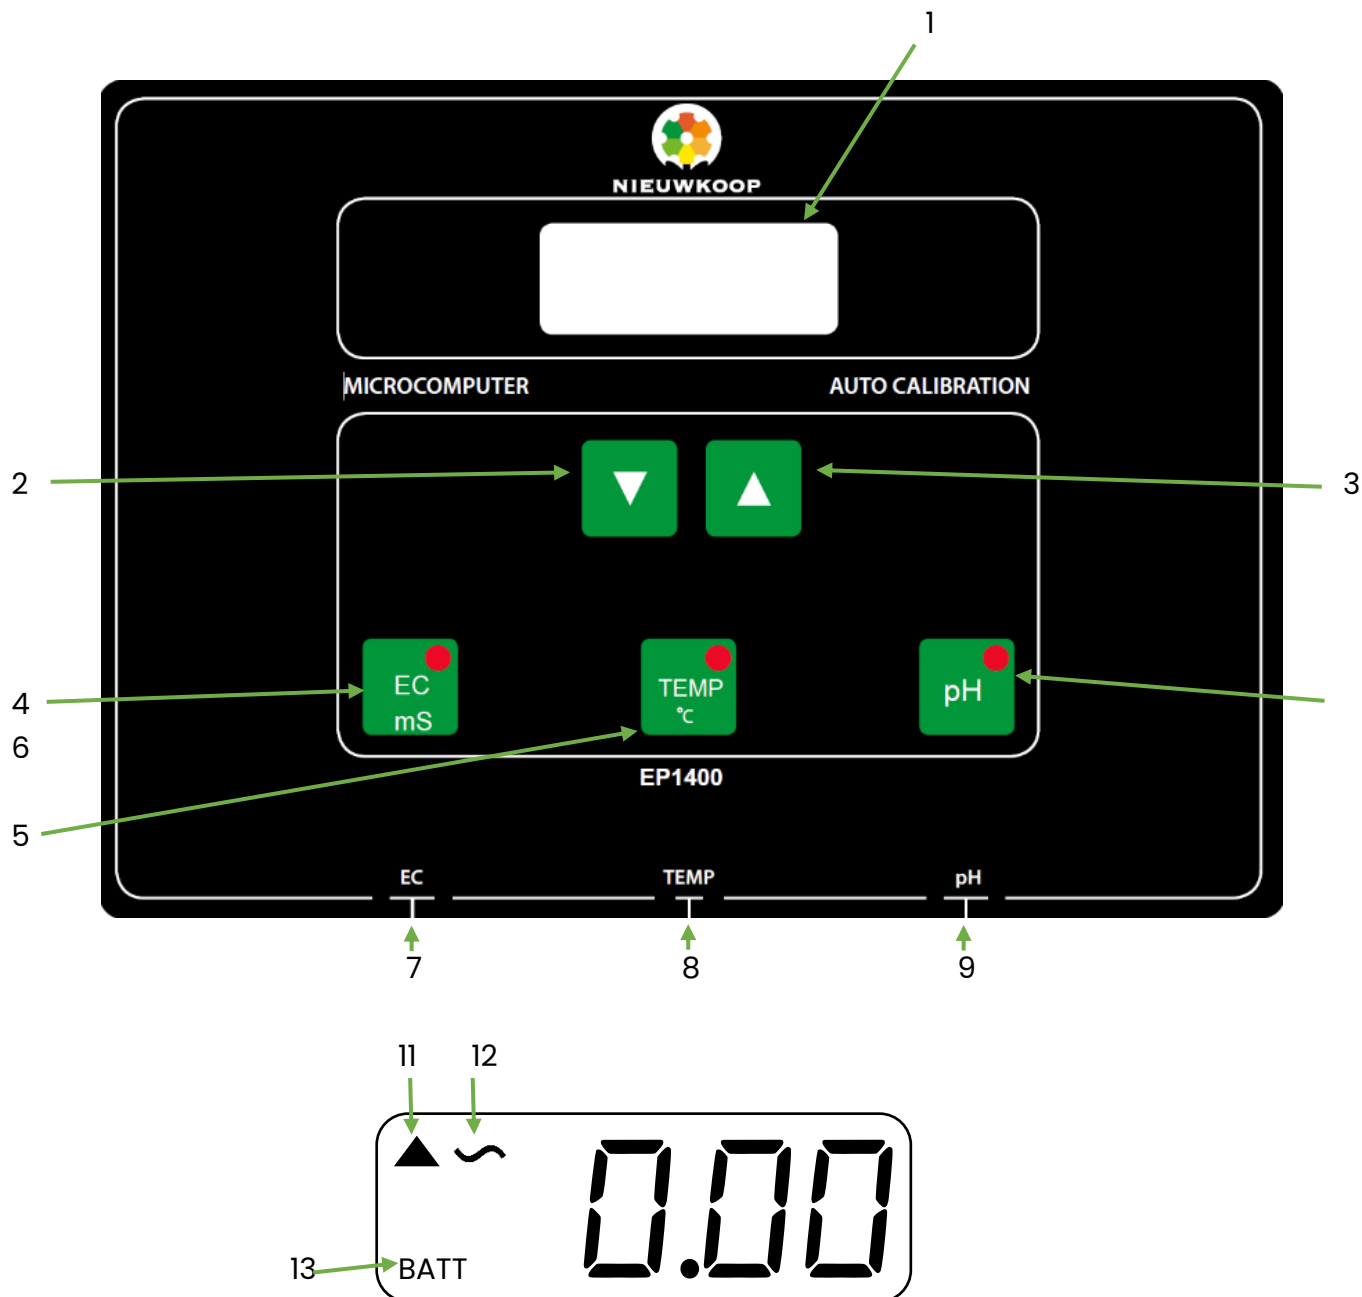 1
NIEUWKOOP
MICROCOMPUTER
AUTO CALIBRATION
2
3
EC
mS
TEMP
°C
pH
4
6
EP1400
5
EC
TEMP
pH
7
8
9
11
12
0.00
13
BATT